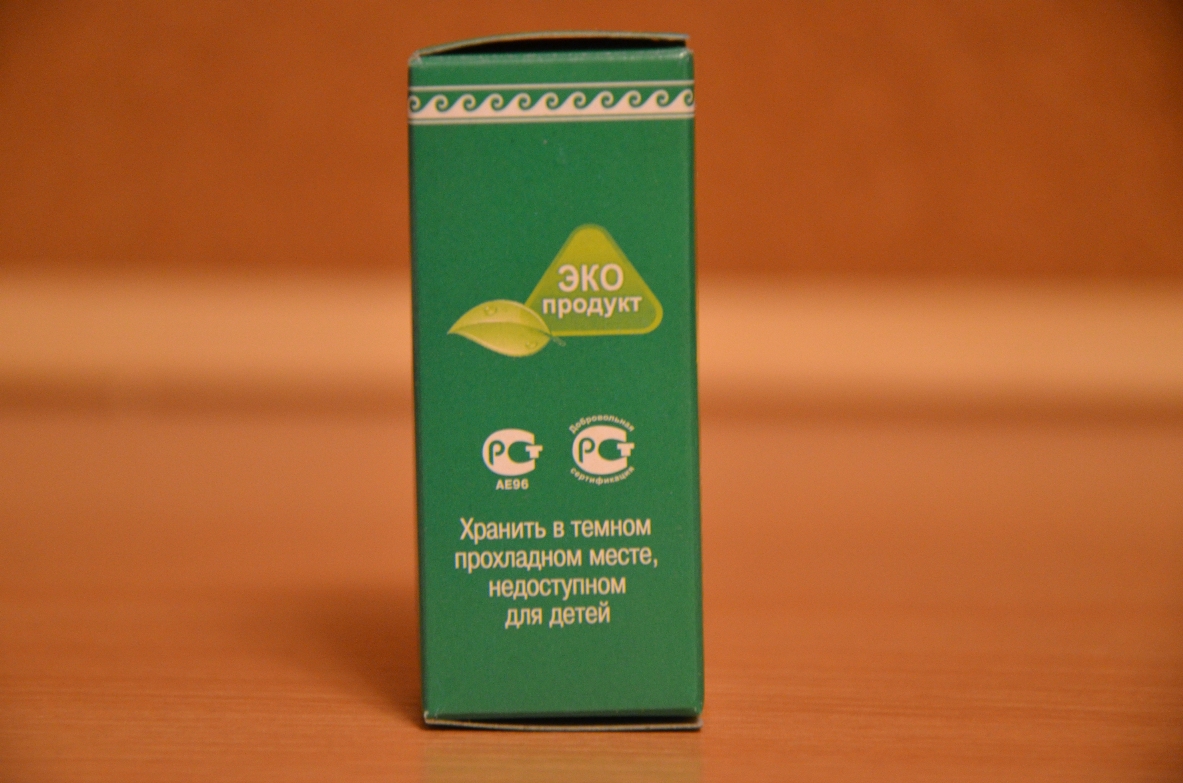 ЭКО
продукт
РСТ
АЕ96
Добровольная
РСТ
сертификация
Хранить в темном
прохладном месте,
недоступном
для детей